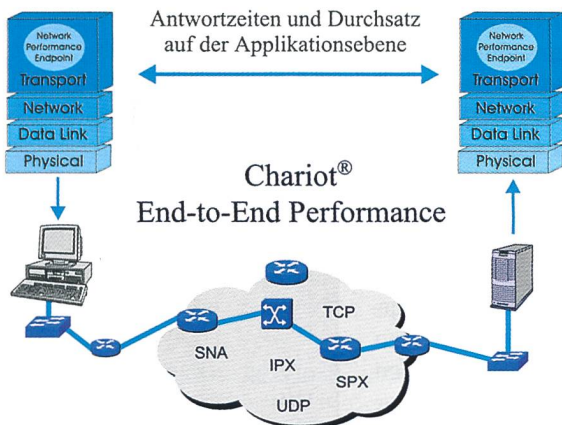 Antwortzeiten und Durchsatz
auf der Applikationsebene
Network
Performance
Endpoint
Transport
Network
Data Link
Physical
Network
Performance
Endpoint
Transport
Network
Data Link
Physical
Chariot®
End-to-End Performance
TCP
SNA
IPX
SPX
UDP